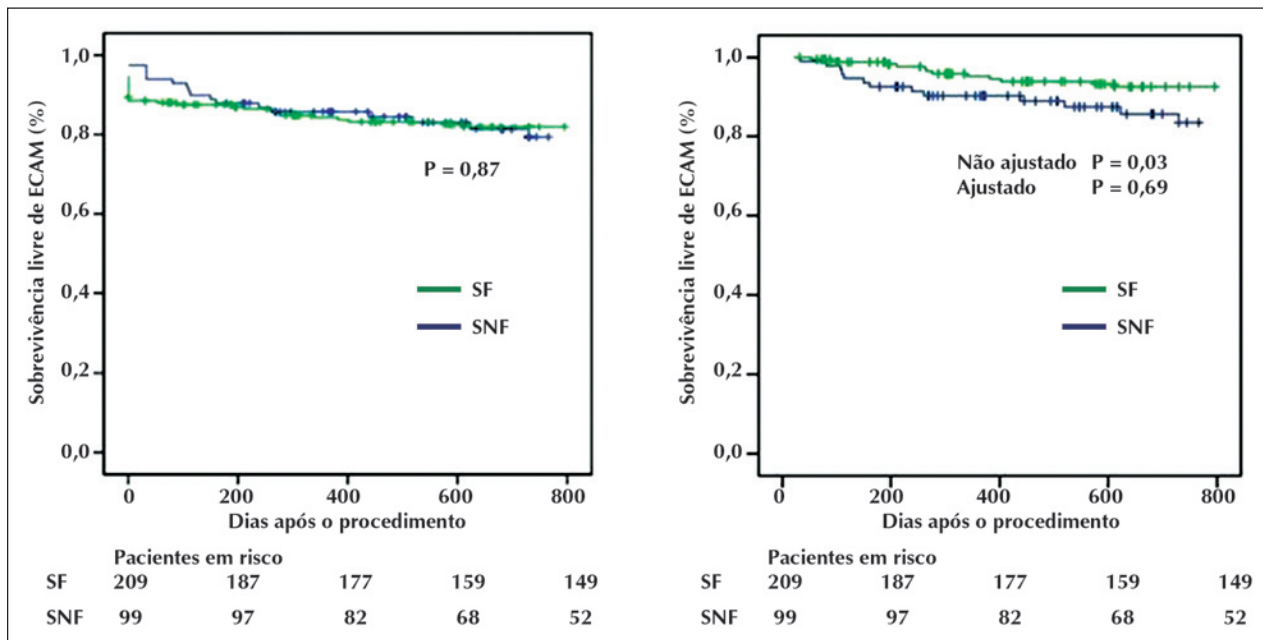 Sobrevivência livre de ECAM (%)
1,0
0,8
0,6
0,4
0,2
0,0
P = 0,87
SF
SNF
0 200 400 600 800
Dias após o procedimento
Pacientes em risco
SF 209 187 177 159 149
SNF 99 97 82 68 52
Sobrevivência livre de ECAM (%)
1,0
0,8
0,6
0,4
0,2
0,0
Não ajustado P = 0,03
Ajustado P = 0,69
SF
SNF
0 200 400 600 800
Dias após o procedimento
Pacientes em risco
SF 209 187 177 159 149
SNF 99 97 82 68 52